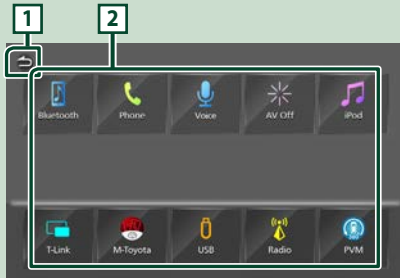 1 2
Bluetooth Phone Voice AV Off iPod
T-Link M-Toyota USB Radio PVM